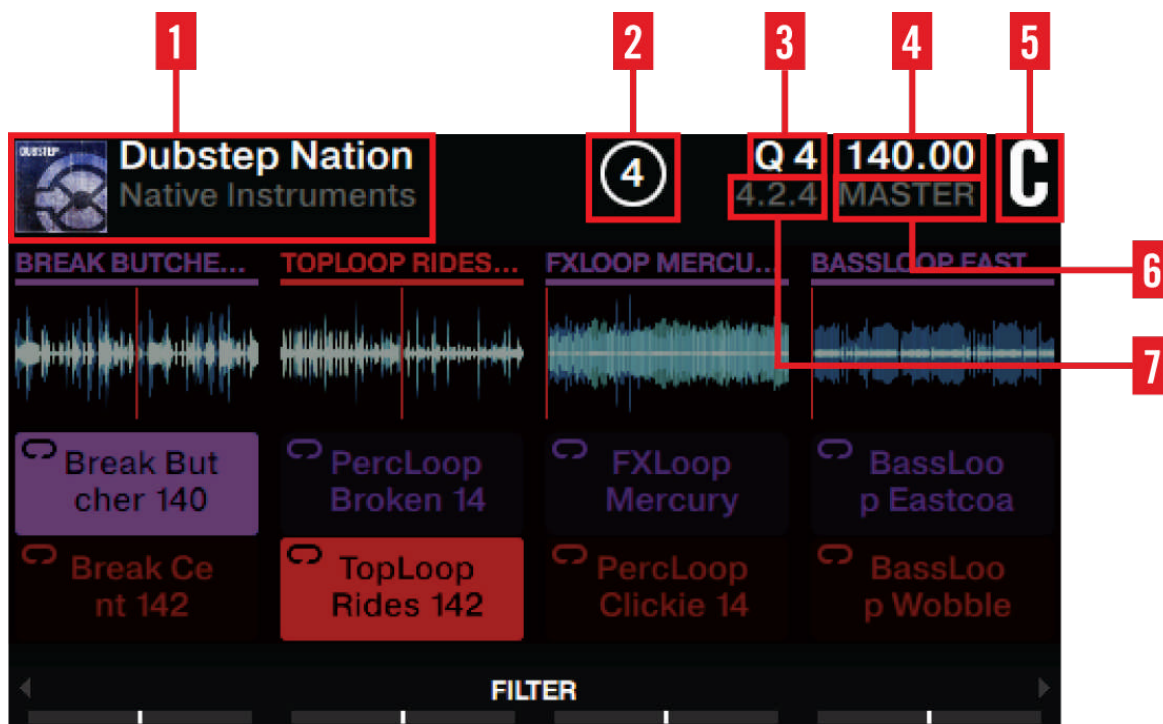 1
2
3
4
5
DUBSTEP
Dubstep Nation
Native Instruments
4
Q 4
140.00
C
4.2.4
MASTER
BREAK BUTCHE...
TOPLOOP RIDES...
FXLOOP MERCU...
BASSLOOP EAST
6
7
Break But
cher 140
PercLoop
Broken 14
FXLoop
Mercury
BassLoo
p Eastcoa
Break Ce
nt 142
TopLoop
Rides 142
PercLoop
Clickie 14
BassLoo
p Wobble
FILTER